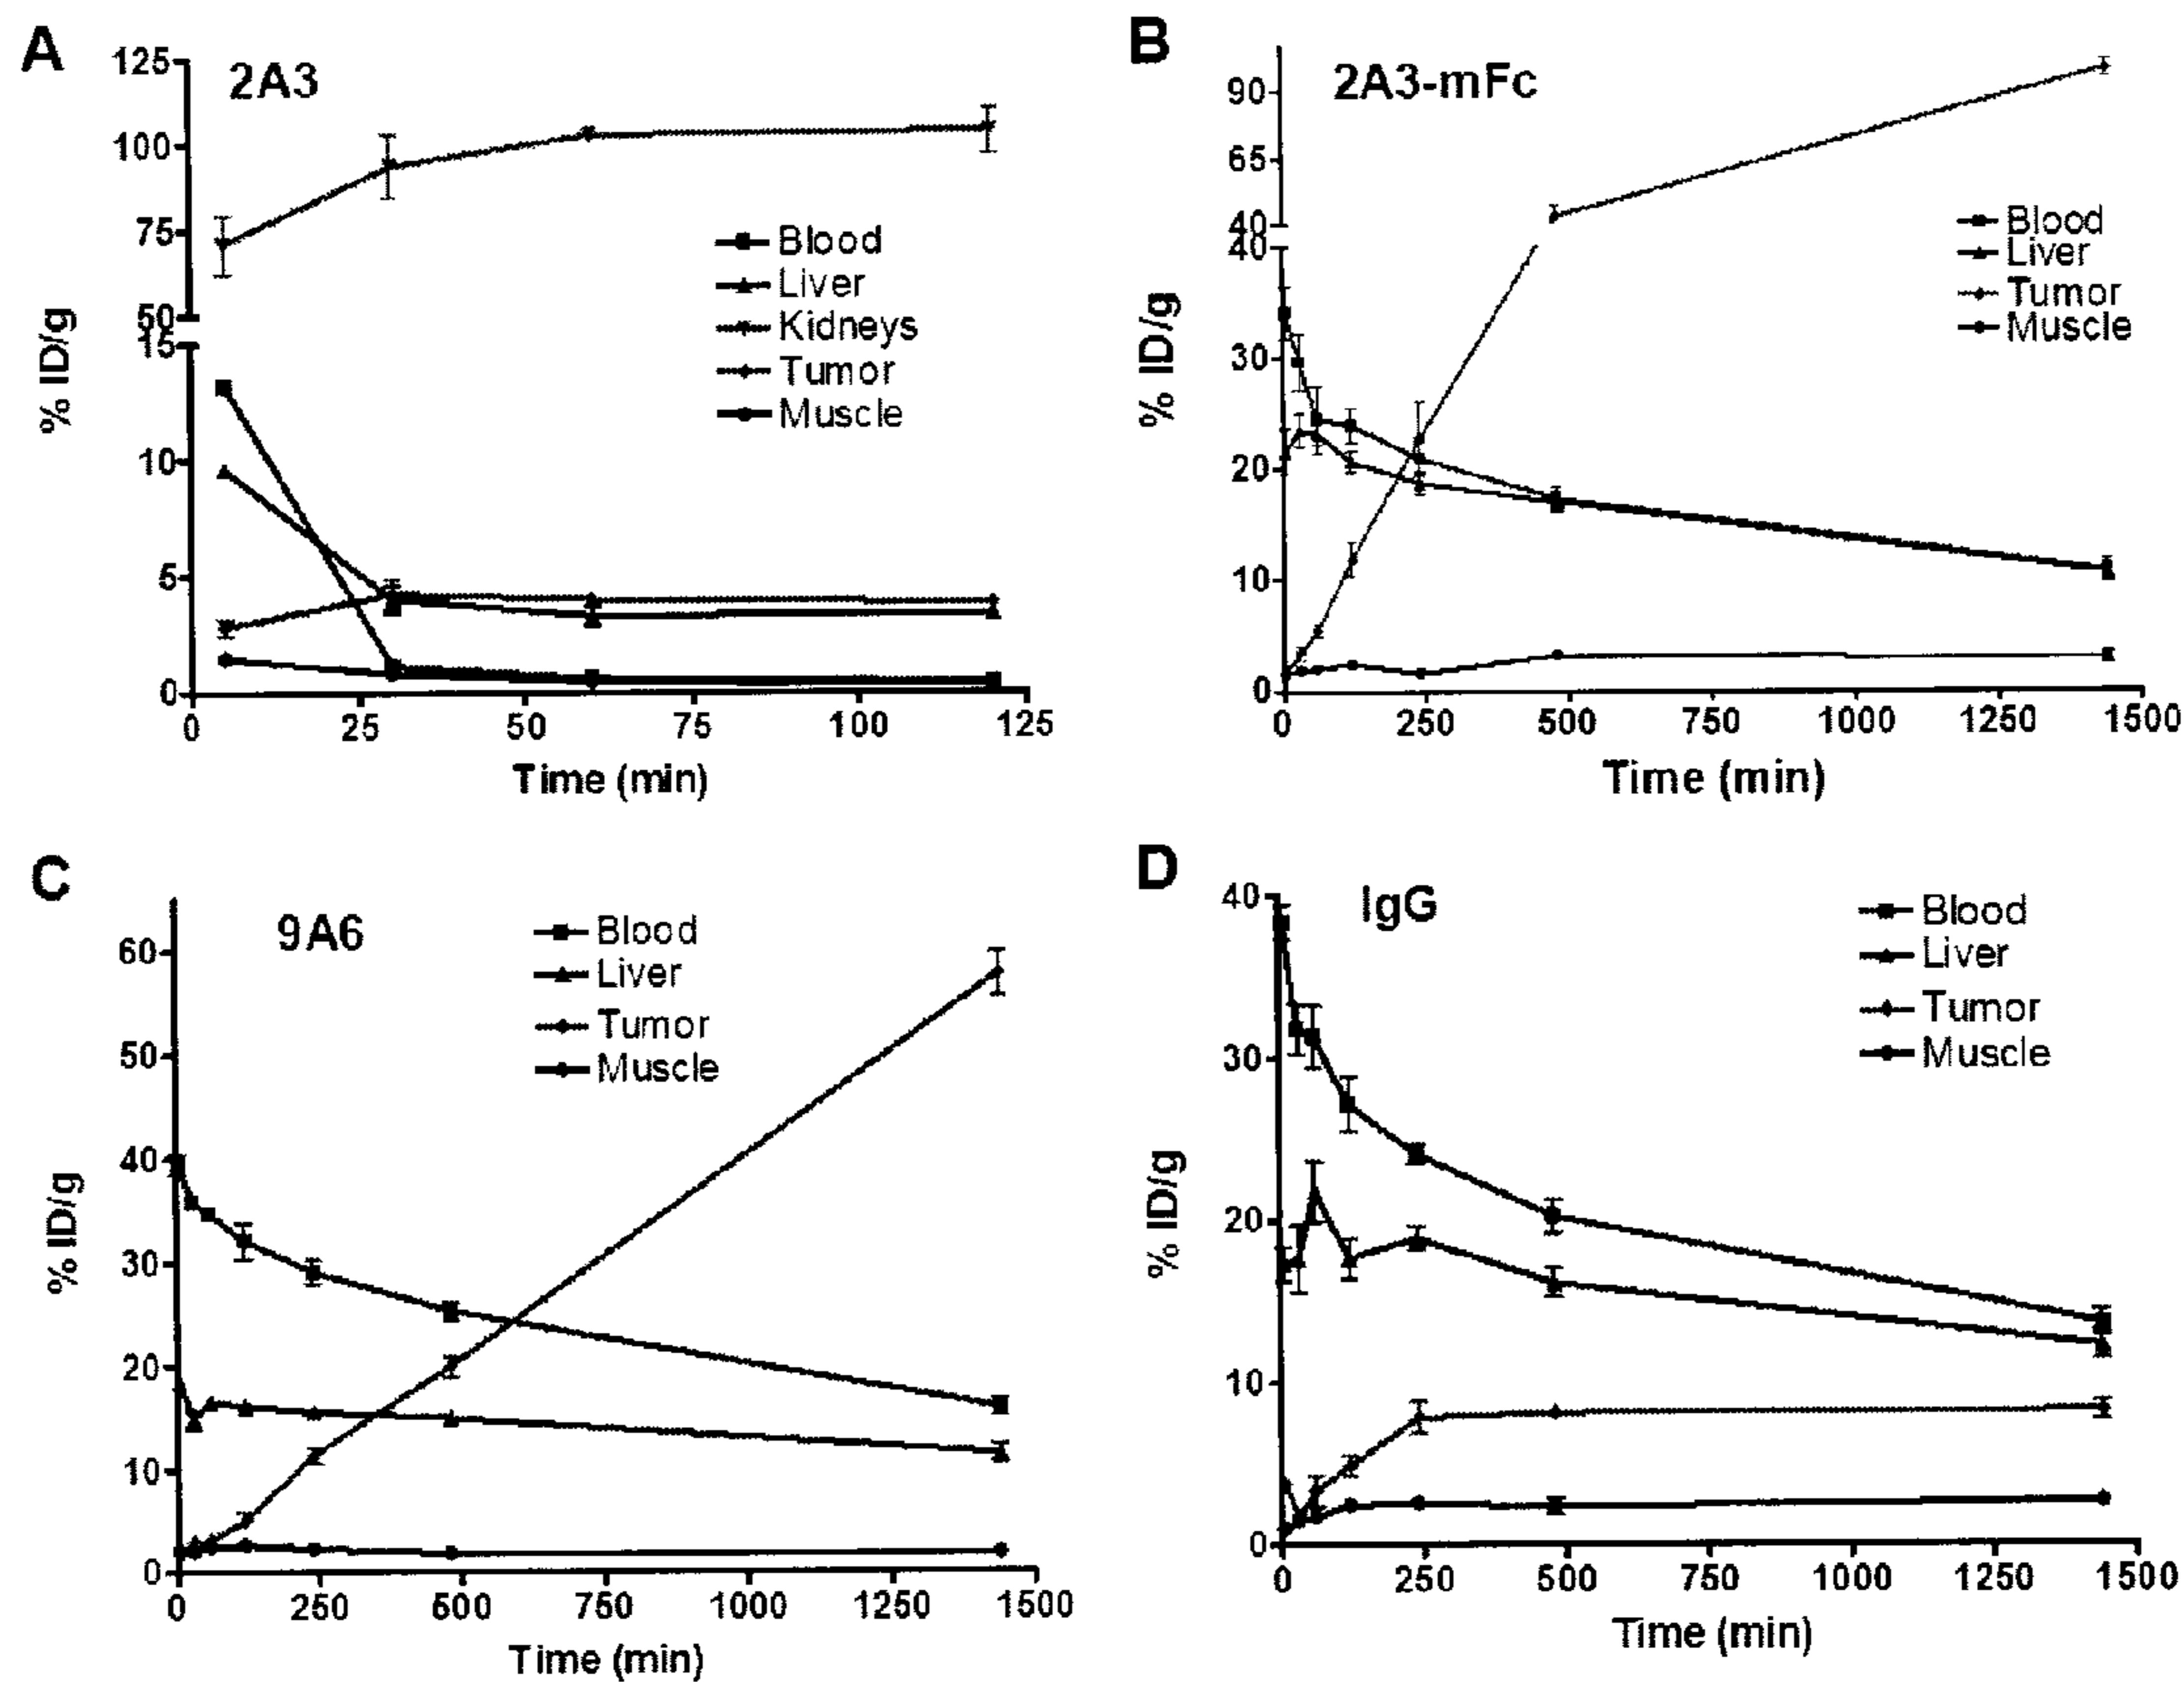 A
2A3
125
100
75
50
15
10
5
0
% ID/g
Blood
Liver
Kidneys
Tumor
Muscle
0 25 50 75 100 125
Time (min)
B
2A3-mFc
90
65
40
40
30
20
10
0
% ID/g
Blood
Liver
Tumor
Muscle
0 250 500 750 1000 1250 1500
Time (min)
C
9A6
60
50
40
30
20
10
0
% ID/g
Blood
Liver
Tumor
Muscle
0 250 500 750 1000 1250 1500
Time (min)
D
IgG
40
30
20
10
0
% ID/g
Blood
Liver
Tumor
Muscle
0 250 500 750 1000 1250 1500
Time (min)